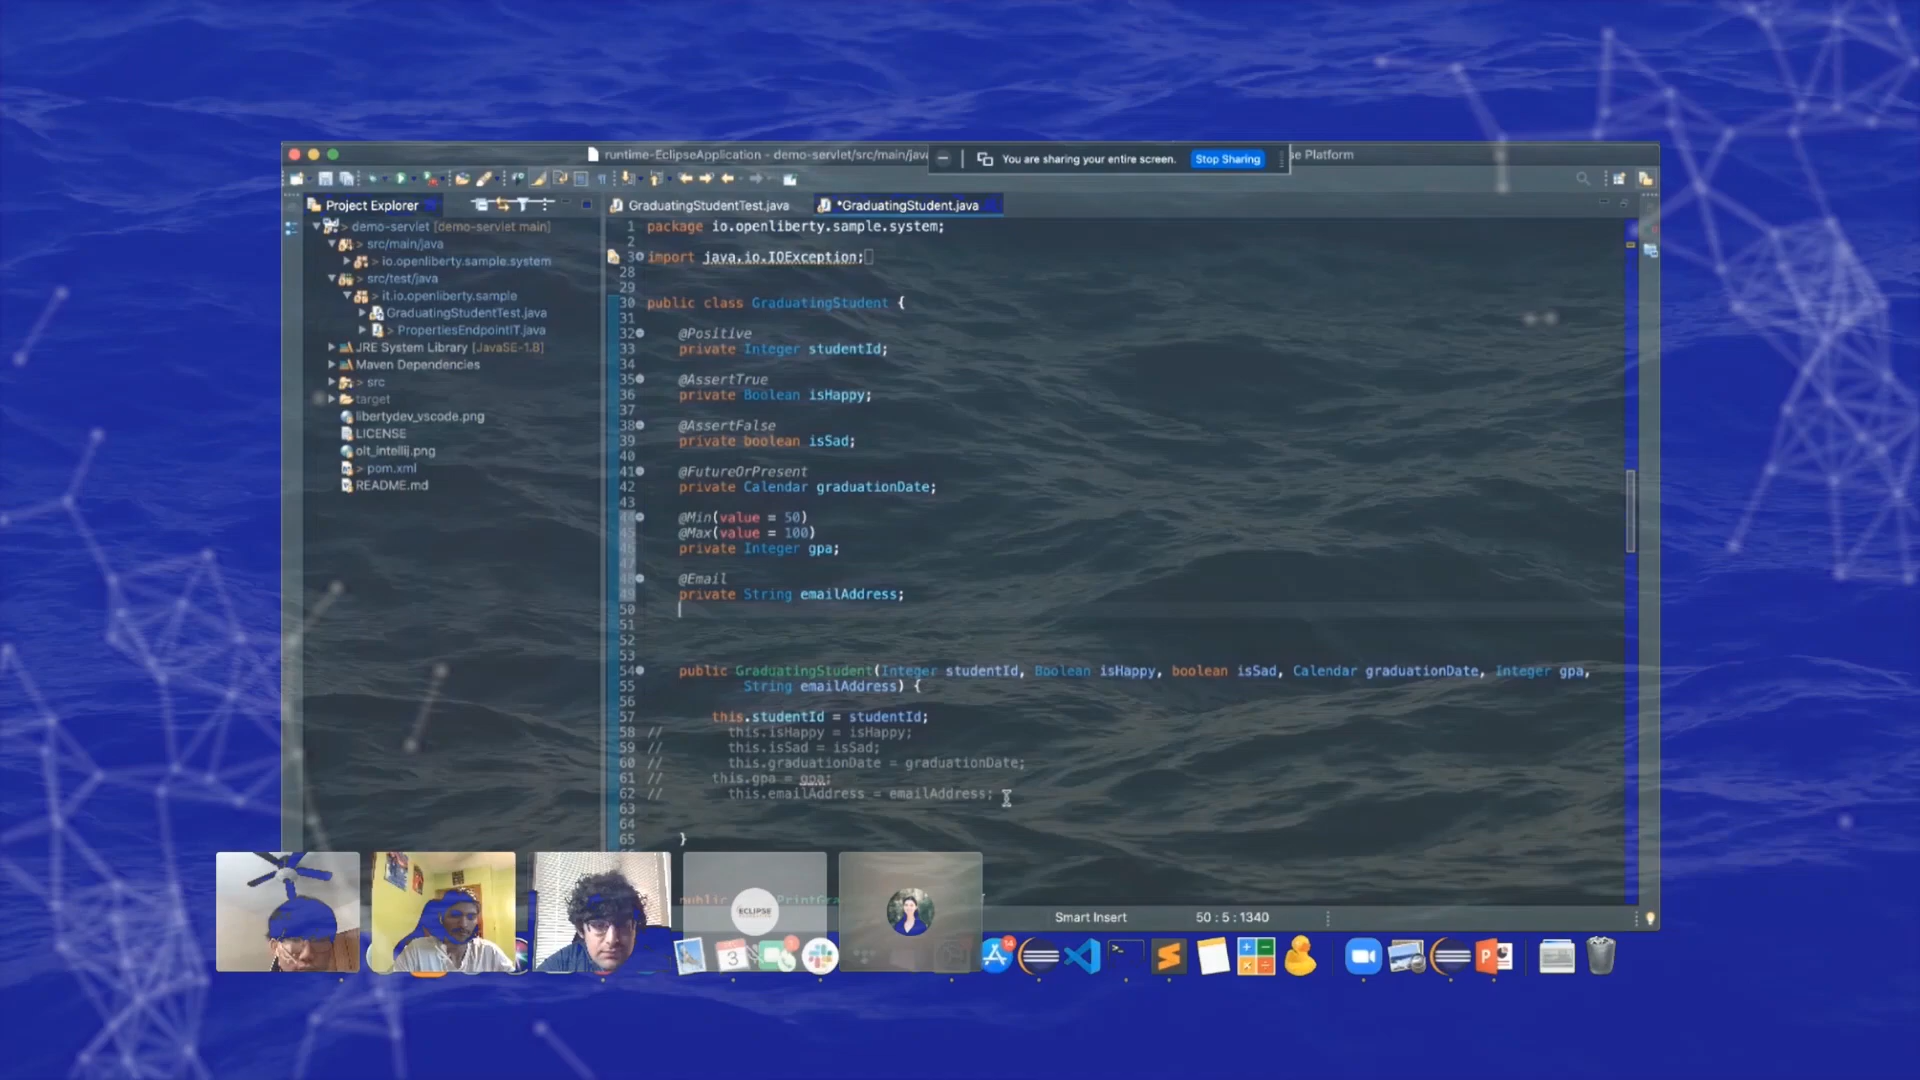 runtime-EclipseApplication - demo-servlet/src/main/java
You are sharing your entire screen.
Stop Sharing
Platform
Project Explorer
GraduatingStudentTest.java
*GraduatingStudent.java
> demo-servlet [demo-servlet main]
> src/main/java
> io.openliberty.sample.system
> src/test/java
> it.io.openliberty.sample
GraduatingStudentTest.java
> PropertiesEndpointIT.java
JRE System Library [JavaSE-1.8]
Maven Dependencies
> src
target
libertydev_vscode.png
LICENSE
olt_intellij.png
> pom.xml
README.md
1 package io.openliberty.sample.system;
2
3 import java.io.IOException;
28
29
30 public class GraduatingStudent {
31
32 @Positive
33 private Integer studentId;
34
35 @AssertTrue
36 private Boolean isHappy;
37
38 @AssertFalse
39 private boolean isSad;
40
41 @FutureOrPresent
42 private Calendar graduationDate;
43
44 @Min(value = 50)
45 @Max(value = 100)
46 private Integer gpa;
47
48 @Email
49 private String emailAddress;
50
51
52
53
54 public GraduatingStudent(Integer studentId, Boolean isHappy, boolean isSad, Calendar graduationDate, Integer gpa,
55 String emailAddress) {
56
57 this.studentId = studentId;
58 // this.isHappy = isHappy;
59 // this.isSad = isSad;
60 // this.graduationDate = graduationDate;
61 // this.gpa = gpa;
62 // this.emailAddress = emailAddress;
63
64
65 }
ECLIPSE
Smart Insert
50 : 5 : 1340
3
14